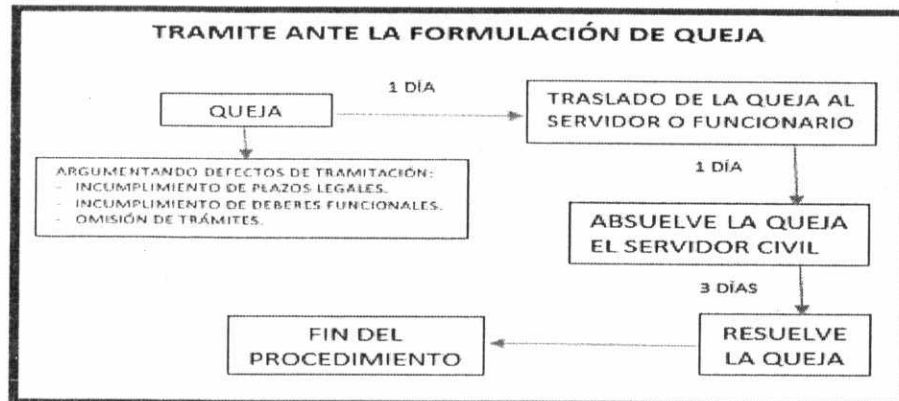 TRAMITE ANTE LA FORMULACIÓN DE QUEJA
QUEJA
1 DÍA
TRASLADO DE LA QUEJA AL
SERVIDOR O FUNCIONARIO
ARGUMENTANDO DEFECTOS DE TRAMITACIÓN:
- INCUMPLIMIENTO DE PLAZOS LEGALES.
- INCUMPLIMIENTO DE DEBERES FUNCIONALES.
- OMISIÓN DE TRÁMITES.
1 DÍA
ABSUELVE LA QUEJA
EL SERVIDOR CIVIL
3 DÍAS
RESUELVE
LA QUEJA
FIN DEL
PROCEDIMIENTO